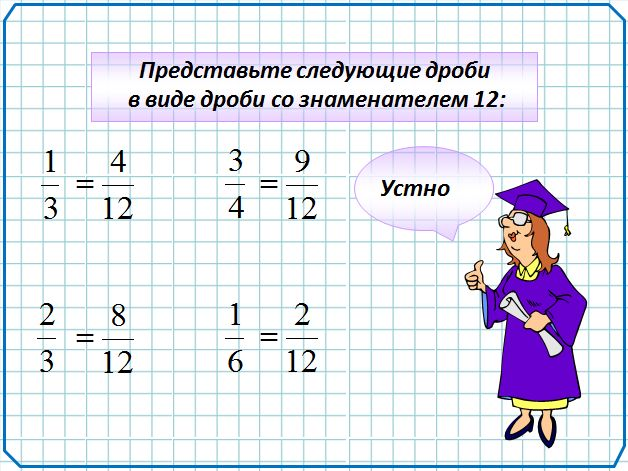 Представьте следующие дроби
в виде дроби со знаменателем 12:
1/3 = 4/12
3/4 = 9/12
Устно
2/3 = 8/12
1/6 = 2/12